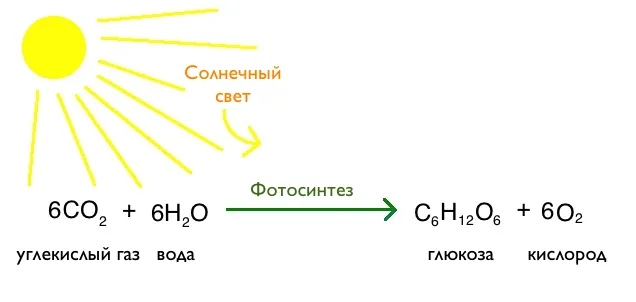 Солнечный
свет
Фотосинтез
6CO₂ + 6H₂O → C₆H₁₂O₆ + 6O₂
углекислый газ вода глюкоза кислород